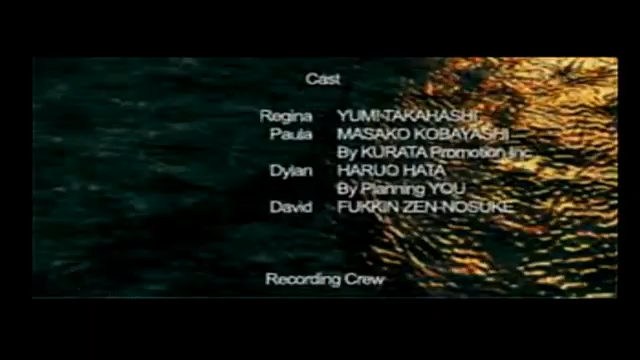 Cast
Regina YUMI TAKAHASHI
Paula MASAKO KOBAYASHI
By KURATA Promotion Inc.
Dylan HARUO HATA
By Planning YOU
David FUKKIN ZEN-NOSUKE
Recording Crew